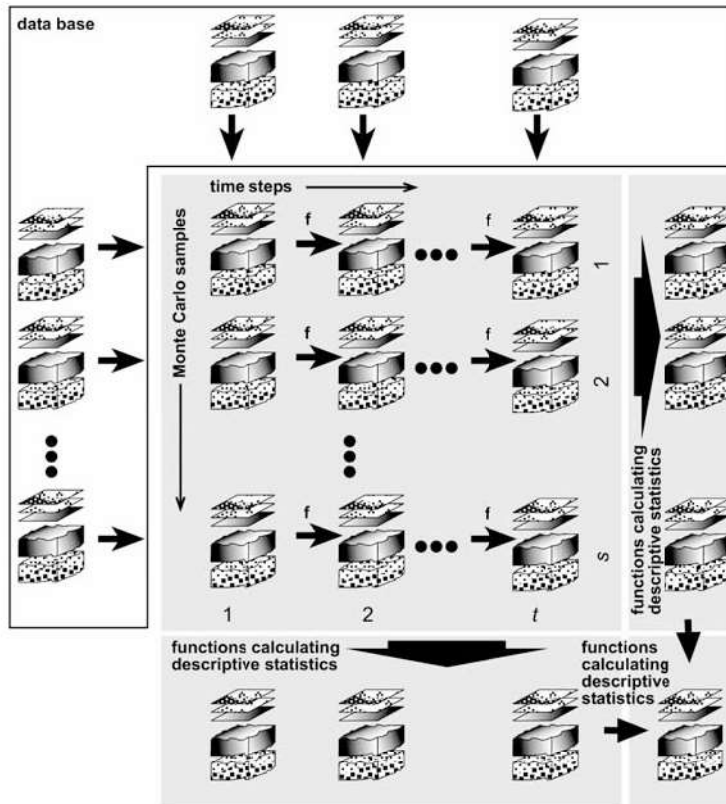 data base
time steps
f
f
1
Monte Carlo samples
f
f
2
f
f
s
1
2
t
functions calculating
descriptive statistics
functions calculating
descriptive statistics
functions
calculating
descriptive
statistics